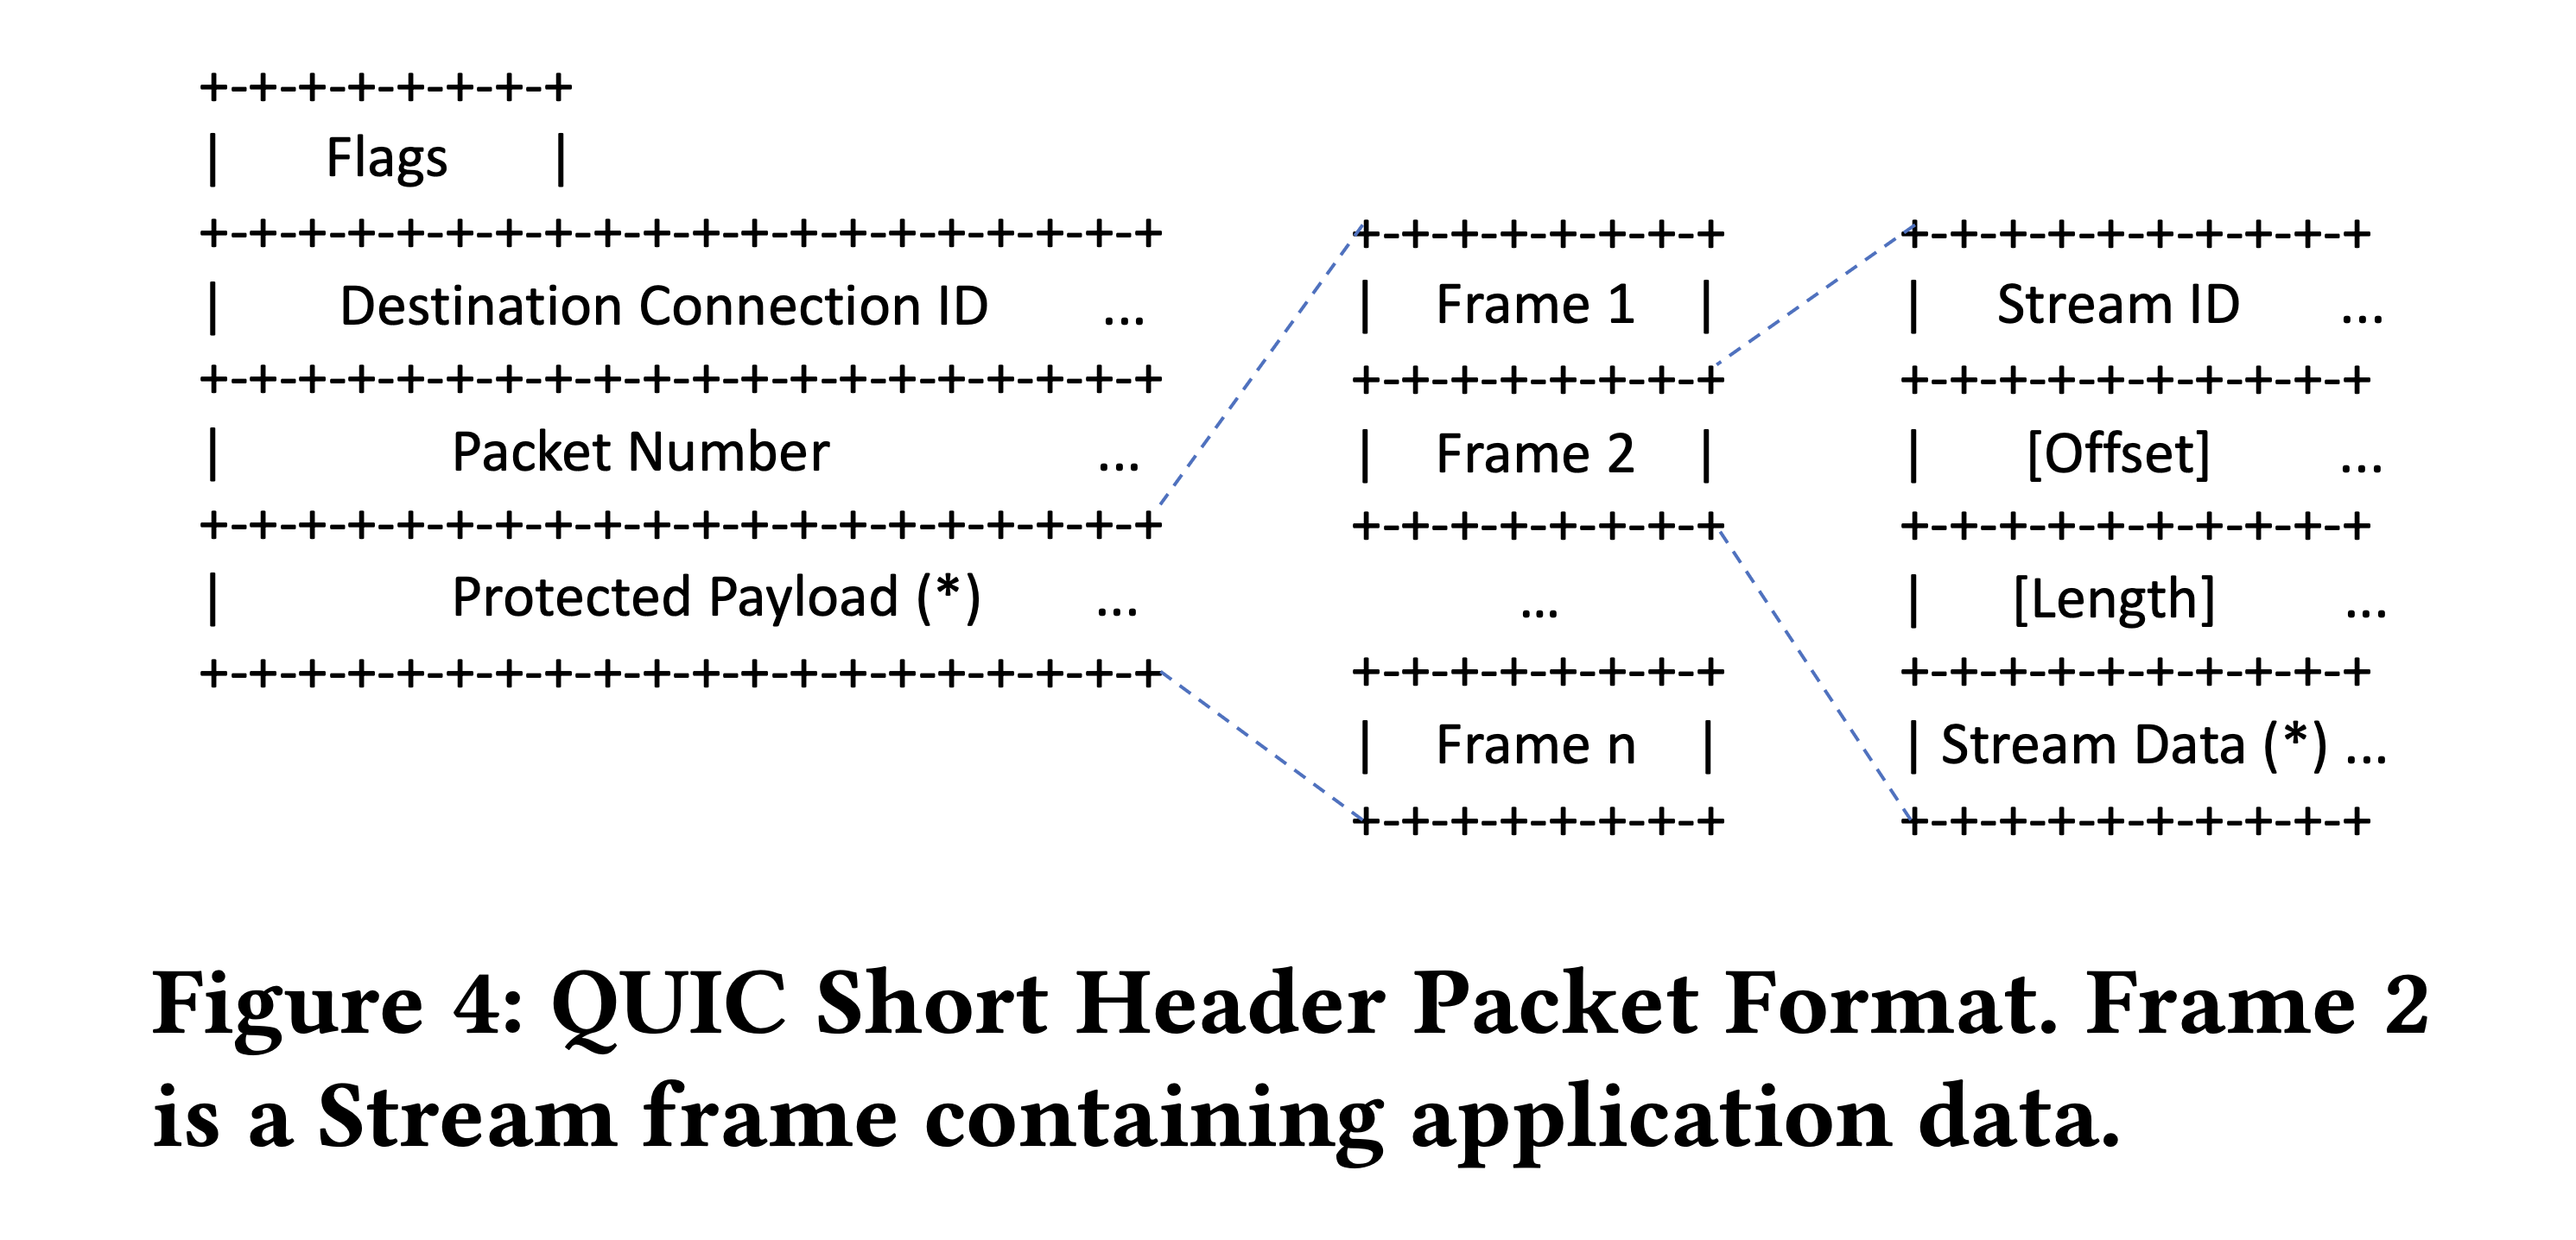 +-+-+-+-+-+-+-+
| Flags |
+-+-+-+-+-+-+-+-+-+-+-+-+-+-+-+-+-+-+-+
| Destination Connection ID ...
+-+-+-+-+-+-+-+-+-+-+-+-+-+-+-+-+-+-+-+
| Packet Number ...
+-+-+-+-+-+-+-+-+-+-+-+-+-+-+-+-+-+-+-+
| Protected Payload (*) ...
+-+-+-+-+-+-+-+-+-+-+-+-+-+-+-+-+-+-+-+
+-+-+-+-+-+-+-+
| Frame 1 |
+-+-+-+-+-+-+-+
| Frame 2 |
+-+-+-+-+-+-+-+
...
+-+-+-+-+-+-+-+
| Frame n |
+-+-+-+-+-+-+-+
+-+-+-+-+-+-+-+-+-+
| Stream ID ...
+-+-+-+-+-+-+-+-+-+
| [Offset] ...
+-+-+-+-+-+-+-+-+-+
| [Length] ...
+-+-+-+-+-+-+-+-+-+
| Stream Data (*) ...
+-+-+-+-+-+-+-+-+-+
Figure 4: QUIC Short Header Packet Format. Frame 2
is a Stream frame containing application data.